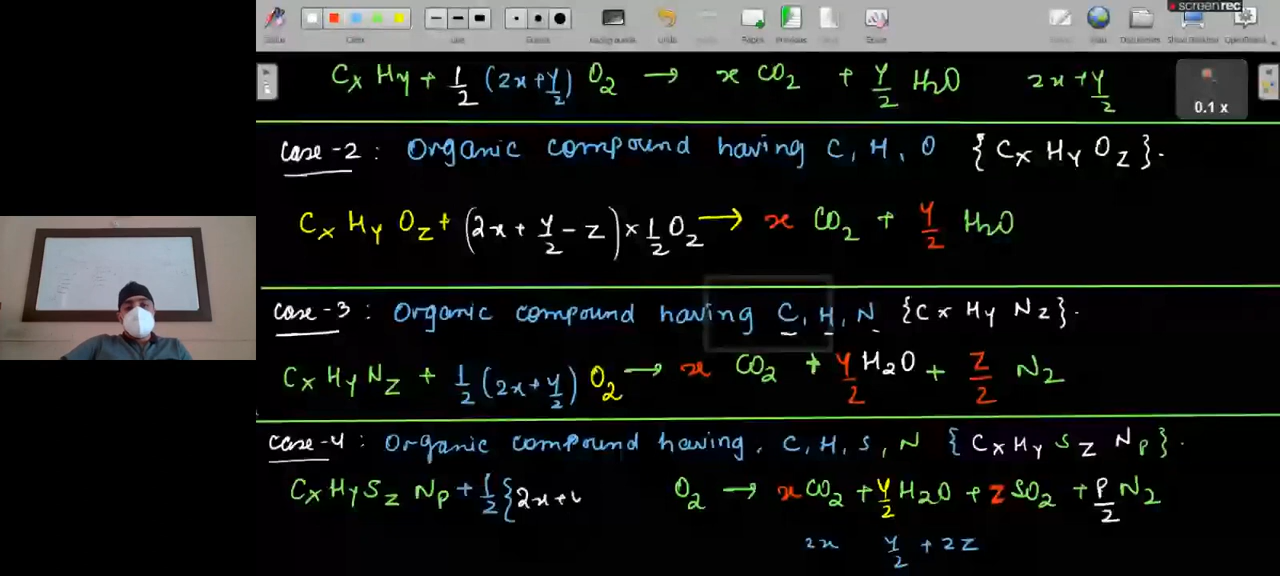 screenrec
CxHy + 1/2 (2x+y/2) O2 → x CO2 + y/2 H2O 2x+y/2
0.1 x
Case-2 : Organic compound having C, H, O {CxHyOz}.
CxHyOz + (2x + y/2 - z) × 1/2 O2 → x CO2 + y/2 H2O
Case-3 : Organic compound having C, H, N {CxHyNz}.
CxHyNz + 1/2 (2x+y/2) O2 → x CO2 + y/2 H2O + z/2 N2
Case-4 : Organic compound having, C, H, S, N {CxHySzNp}.
CxHySzNp + 1/2 {2x+ O2 → x CO2 + y/2 H2O + z SO2 + p/2 N2
2x y/2 + 2z